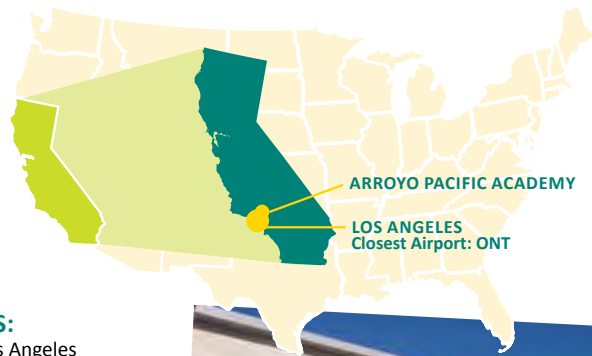 ARROYO PACIFIC ACADEMY
LOS ANGELES
Closest Airport: ONT
S:
s Angeles